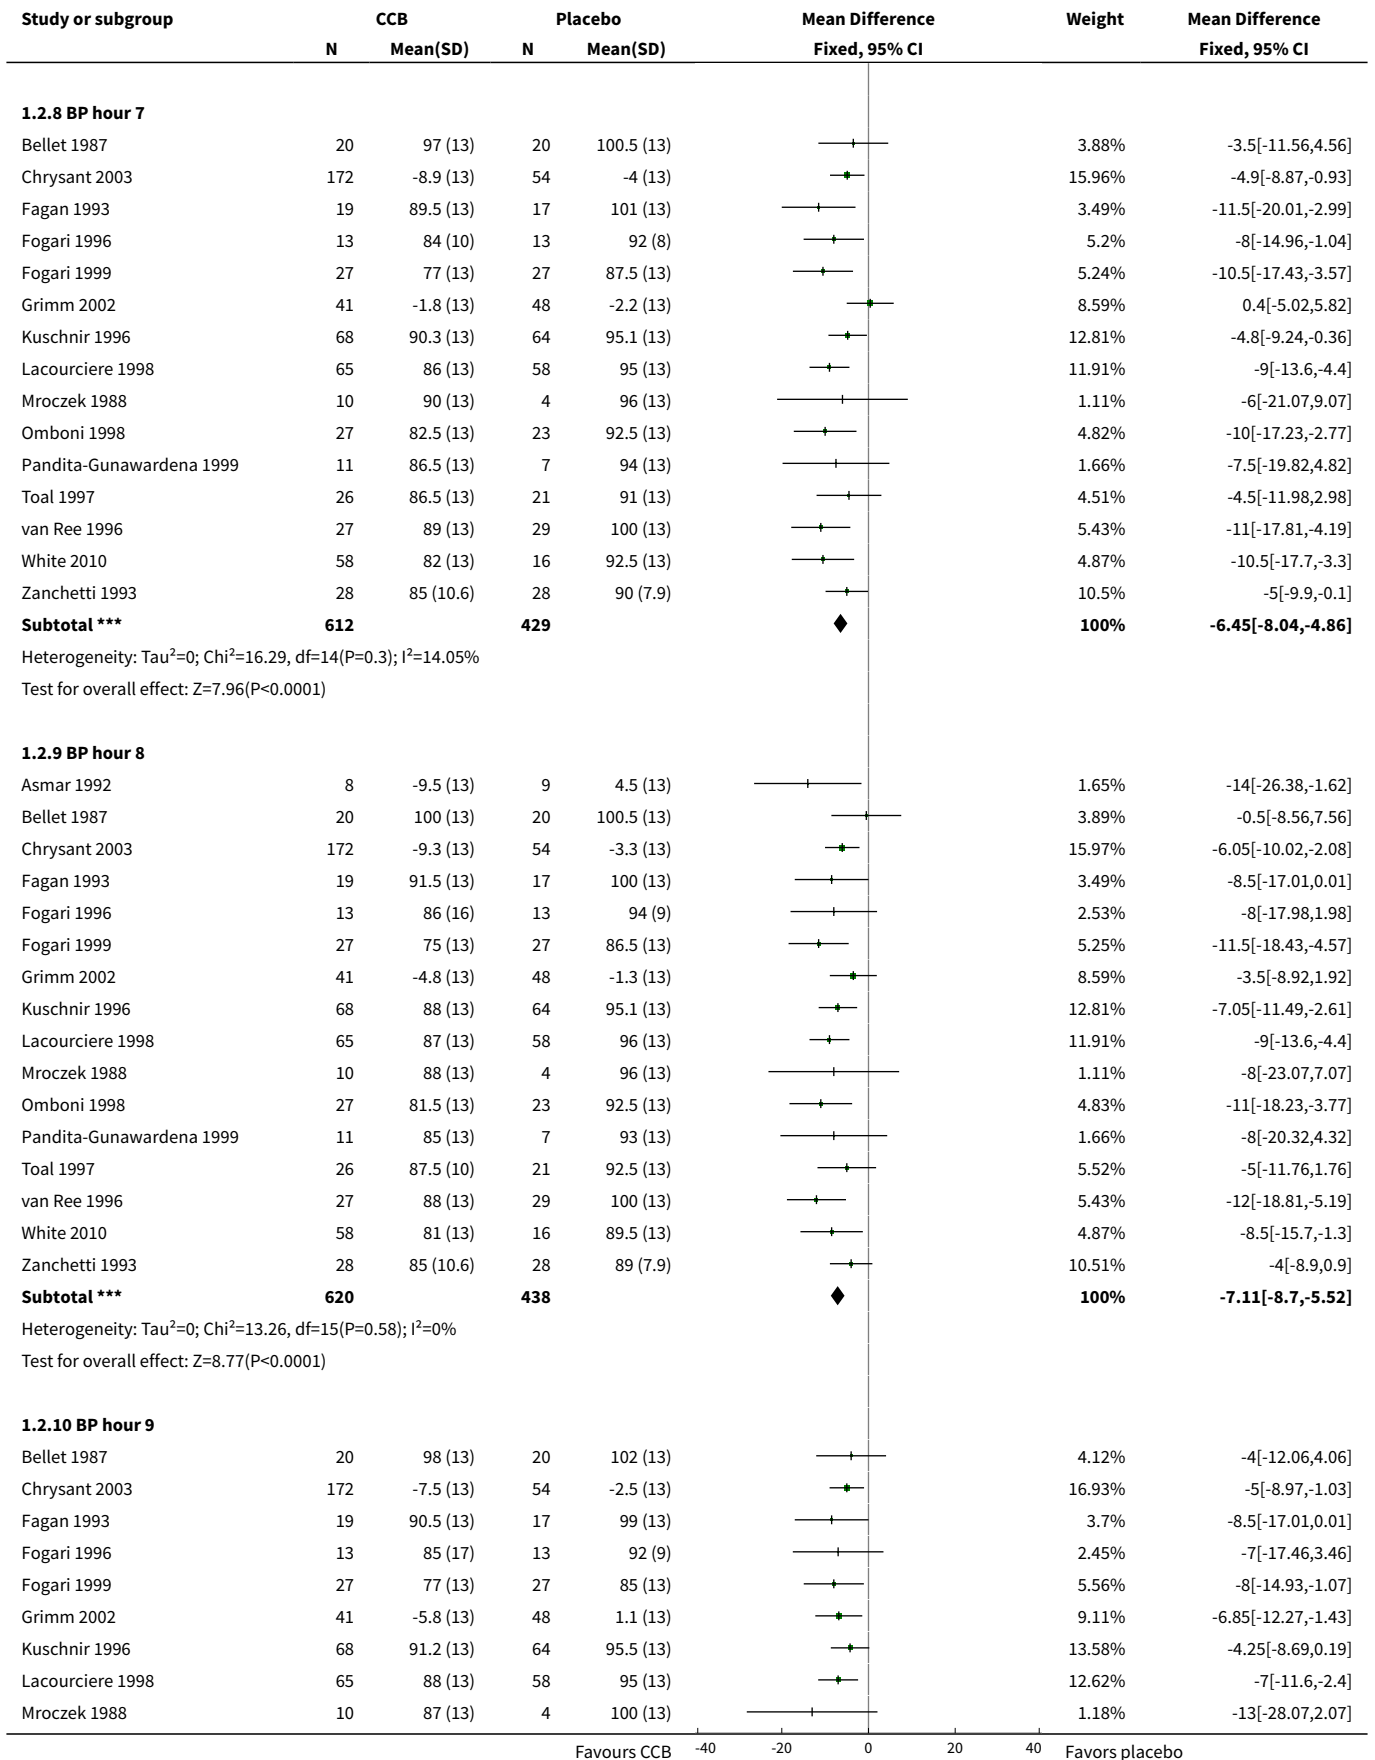 Study or subgroup CCB Placebo Mean Difference Weight Mean Difference
N Mean(SD) N Mean(SD) Fixed, 95% CI Fixed, 95% CI
1.2.8 BP hour 7
Bellet 1987 20 97 (13) 20 100.5 (13) 3.88% -3.5[-11.56,4.56]
Chrysant 2003 172 -8.9 (13) 54 -4 (13) 15.96% -4.9[-8.87,-0.93]
Fagan 1993 19 89.5 (13) 17 101 (13) 3.49% -11.5[-20.01,-2.99]
Fogari 1996 13 84 (10) 13 92 (8) 5.2% -8[-14.96,-1.04]
Fogari 1999 27 77 (13) 27 87.5 (13) 5.24% -10.5[-17.43,-3.57]
Grimm 2002 41 -1.8 (13) 48 -2.2 (13) 8.59% 0.4[-5.02,5.82]
Kuschnir 1996 68 90.3 (13) 64 95.1 (13) 12.81% -4.8[-9.24,-0.36]
Lacourciere 1998 65 86 (13) 58 95 (13) 11.91% -9[-13.6,-4.4]
Mroczek 1988 10 90 (13) 4 96 (13) 1.11% -6[-21.07,9.07]
Omboni 1998 27 82.5 (13) 23 92.5 (13) 4.82% -10[-17.23,-2.77]
Pandita-Gunawardena 1999 11 86.5 (13) 7 94 (13) 1.66% -7.5[-19.82,4.82]
Toal 1997 26 86.5 (13) 21 91 (13) 4.51% -4.5[-11.98,2.98]
van Ree 1996 27 89 (13) 29 100 (13) 5.43% -11[-17.81,-4.19]
White 2010 58 82 (13) 16 92.5 (13) 4.87% -10.5[-17.7,-3.3]
Zanchetti 1993 28 85 (10.6) 28 90 (7.9) 10.5% -5[-9.9,-0.1]
Subtotal *** 612 429 100% -6.45[-8.04,-4.86]
Heterogeneity: Tau²=0; Chi²=16.29, df=14(P=0.3); I²=14.05%
Test for overall effect: Z=7.96(P<0.0001)
1.2.9 BP hour 8
Asmar 1992 8 -9.5 (13) 9 4.5 (13) 1.65% -14[-26.38,-1.62]
Bellet 1987 20 100 (13) 20 100.5 (13) 3.89% -0.5[-8.56,7.56]
Chrysant 2003 172 -9.3 (13) 54 -3.3 (13) 15.97% -6.05[-10.02,-2.08]
Fagan 1993 19 91.5 (13) 17 100 (13) 3.49% -8.5[-17.01,0.01]
Fogari 1996 13 86 (16) 13 94 (9) 2.53% -8[-17.98,1.98]
Fogari 1999 27 75 (13) 27 86.5 (13) 5.25% -11.5[-18.43,-4.57]
Grimm 2002 41 -4.8 (13) 48 -1.3 (13) 8.59% -3.5[-8.92,1.92]
Kuschnir 1996 68 88 (13) 64 95.1 (13) 12.81% -7.05[-11.49,-2.61]
Lacourciere 1998 65 87 (13) 58 96 (13) 11.91% -9[-13.6,-4.4]
Mroczek 1988 10 88 (13) 4 96 (13) 1.11% -8[-23.07,7.07]
Omboni 1998 27 81.5 (13) 23 92.5 (13) 4.83% -11[-18.23,-3.77]
Pandita-Gunawardena 1999 11 85 (13) 7 93 (13) 1.66% -8[-20.32,4.32]
Toal 1997 26 87.5 (10) 21 92.5 (13) 5.52% -5[-11.76,1.76]
van Ree 1996 27 88 (13) 29 100 (13) 5.43% -12[-18.81,-5.19]
White 2010 58 81 (13) 16 89.5 (13) 4.87% -8.5[-15.7,-1.3]
Zanchetti 1993 28 85 (10.6) 28 89 (7.9) 10.51% -4[-8.9,0.9]
Subtotal *** 620 438 100% -7.11[-8.7,-5.52]
Heterogeneity: Tau²=0; Chi²=13.26, df=15(P=0.58); I²=0%
Test for overall effect: Z=8.77(P<0.0001)
1.2.10 BP hour 9
Bellet 1987 20 98 (13) 20 102 (13) 4.12% -4[-12.06,4.06]
Chrysant 2003 172 -7.5 (13) 54 -2.5 (13) 16.93% -5[-8.97,-1.03]
Fagan 1993 19 90.5 (13) 17 99 (13) 3.7% -8.5[-17.01,0.01]
Fogari 1996 13 85 (17) 13 92 (9) 2.45% -7[-17.46,3.46]
Fogari 1999 27 77 (13) 27 85 (13) 5.56% -8[-14.93,-1.07]
Grimm 2002 41 -5.8 (13) 48 1.1 (13) 9.11% -6.85[-12.27,-1.43]
Kuschnir 1996 68 91.2 (13) 64 95.5 (13) 13.58% -4.25[-8.69,0.19]
Lacourciere 1998 65 88 (13) 58 95 (13) 12.62% -7[-11.6,-2.4]
Mroczek 1988 10 87 (13) 4 100 (13) 1.18% -13[-28.07,2.07]
Favours CCB -40 -20 0 20 40 Favors placebo